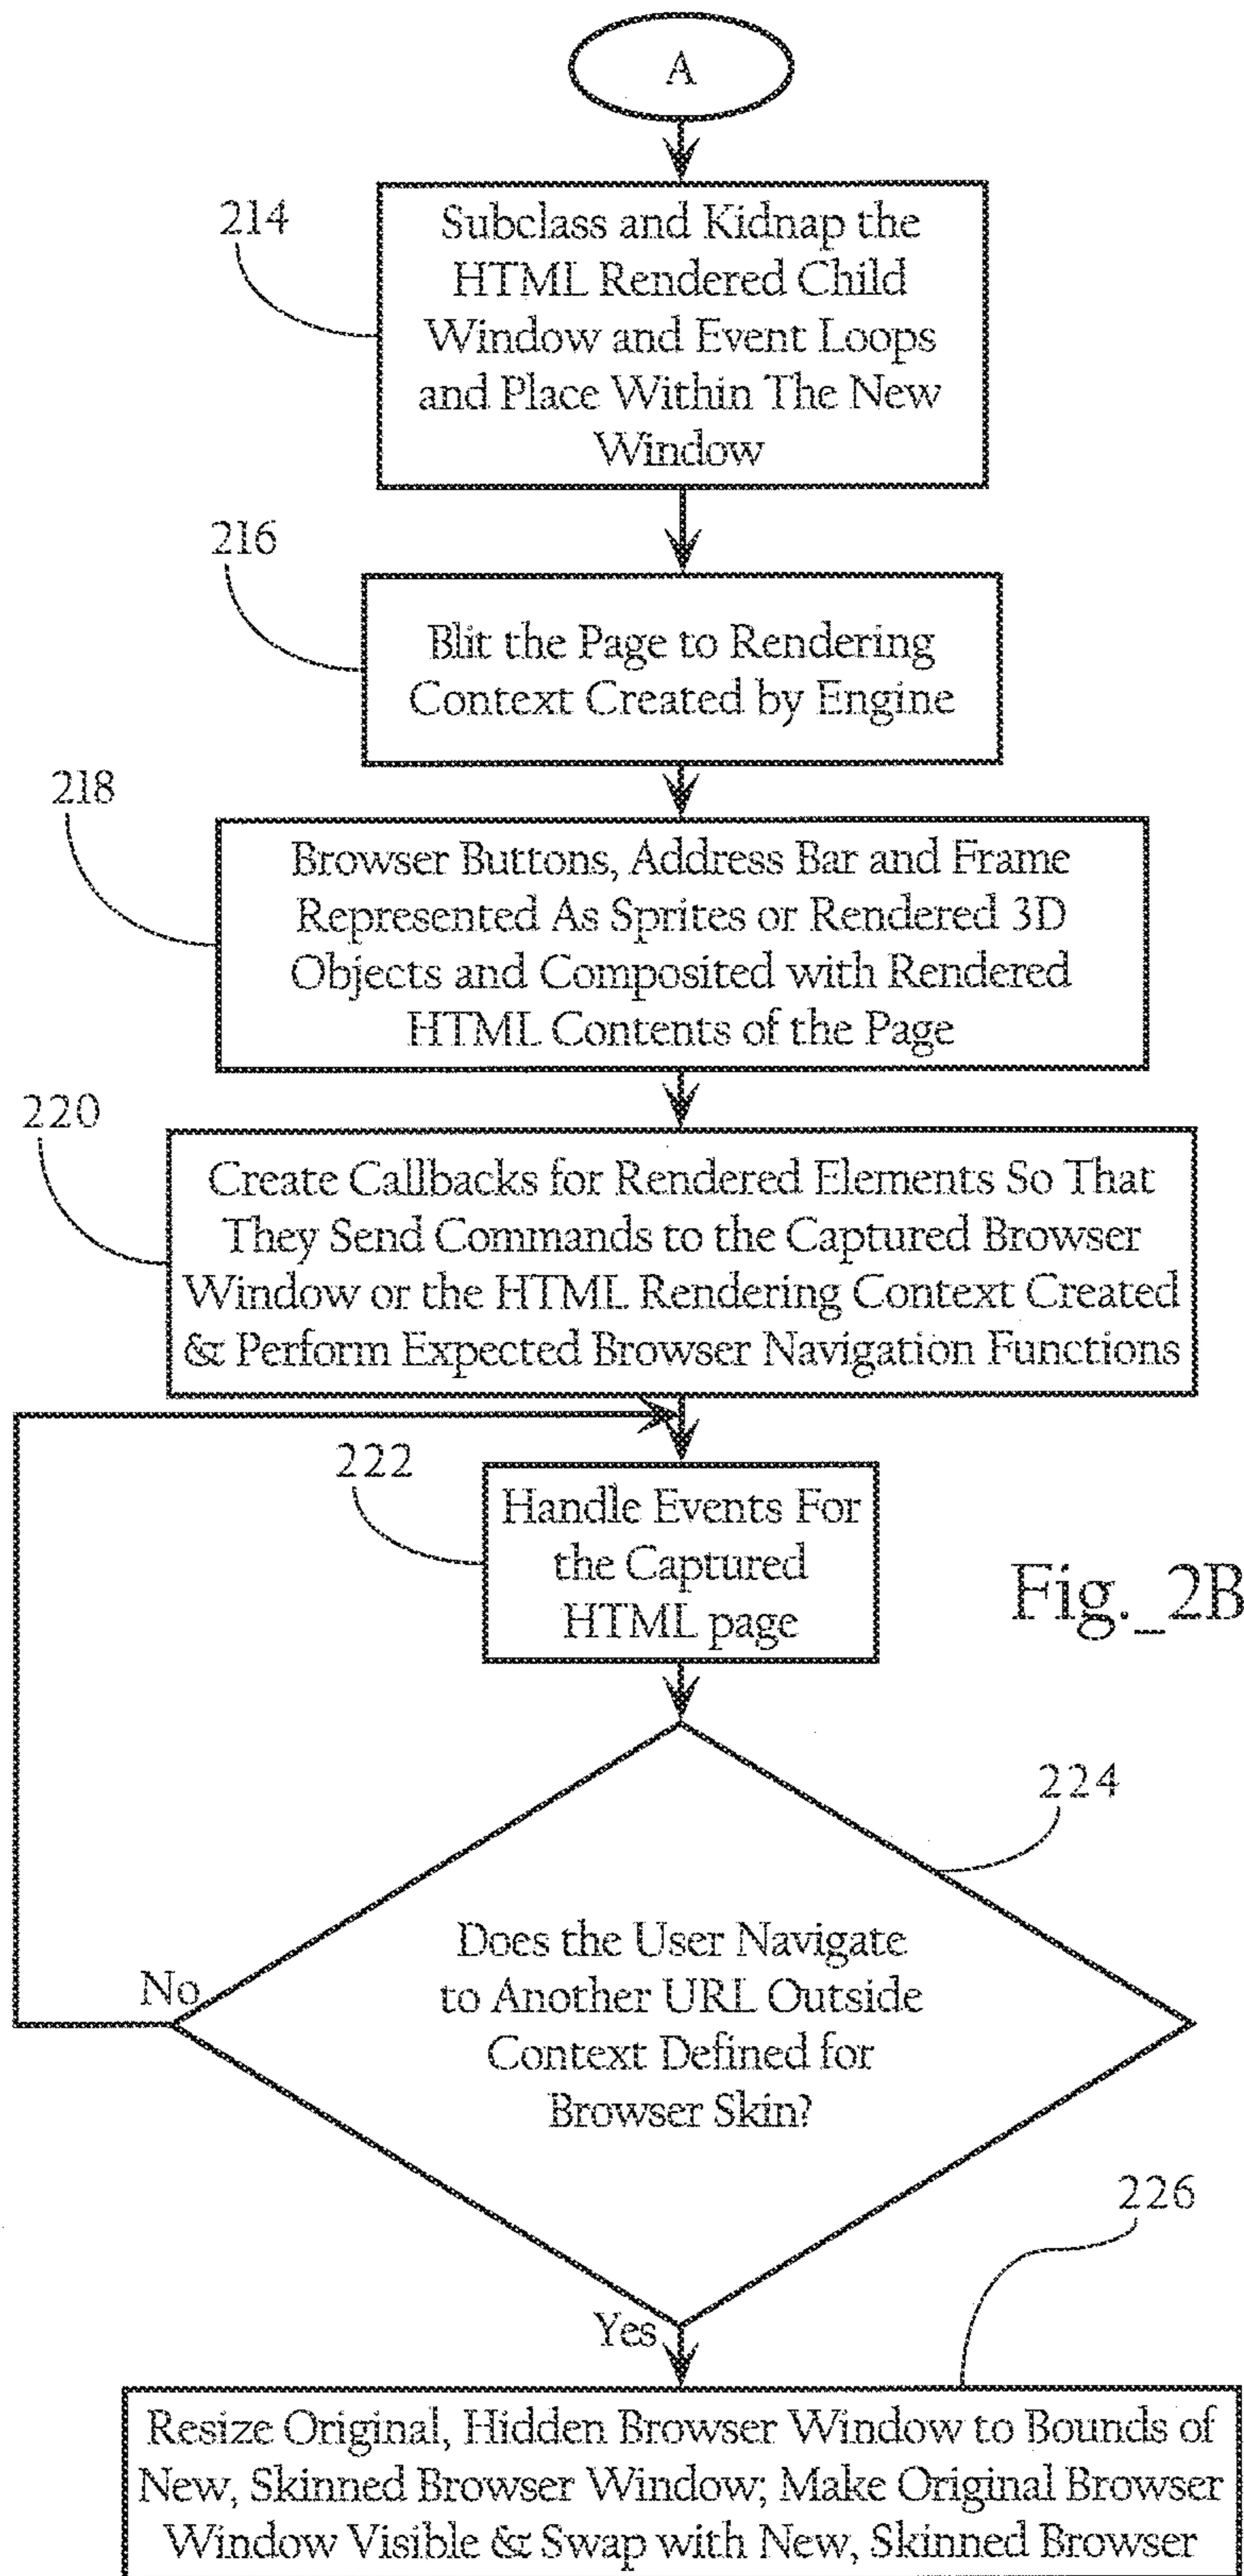 A
214
Subclass and Kidnap the
HTML Rendered Child
Window and Event Loops
and Place Within The New
Window
216
Blit the Page to Rendering
Context Created by Engine
218
Browser Buttons, Address Bar and Frame
Represented As Sprites or Rendered 3D
Objects and Composited with Rendered
HTML Contents of the Page
220
Create Callbacks for Rendered Elements So That
They Send Commands to the Captured Browser
Window or the HTML Rendering Context Created
& Perform Expected Browser Navigation Functions
222
Handle Events For
the Captured
HTML page
Fig._2B
224
Does the User Navigate
to Another URL Outside
Context Defined for
Browser Skin?
No
Yes
226
Resize Original, Hidden Browser Window to Bounds of
New, Skinned Browser Window; Make Original Browser
Window Visible & Swap with New, Skinned Browser